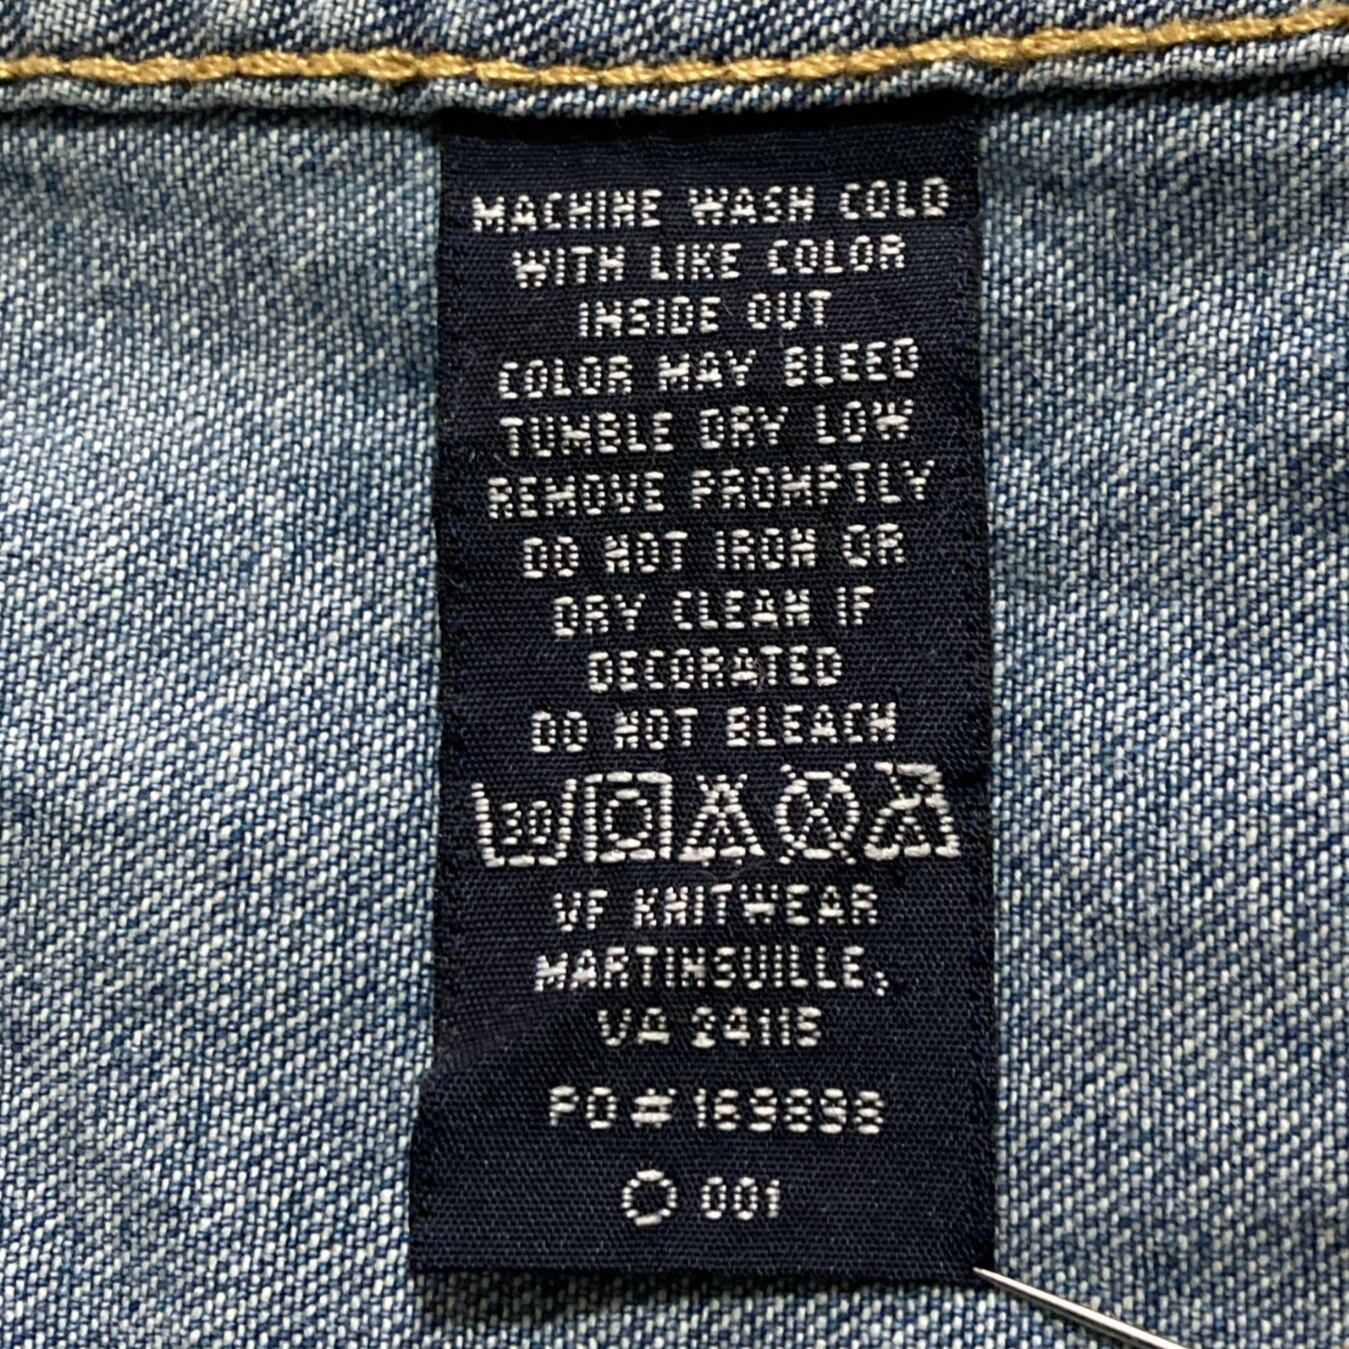 MACHINE WASH COLD
WITH LIKE COLOR
INSIDE OUT
COLOR MAY BLEED
TUMBLE DRY LOW
REMOVE PROMPTLY
DO NOT IRON OR
DRY CLEAN IF
DECORATED
DO NOT BLEACH
30
VF KNITWEAR
MARTINSVILLE,
VA 24115
PO#
001